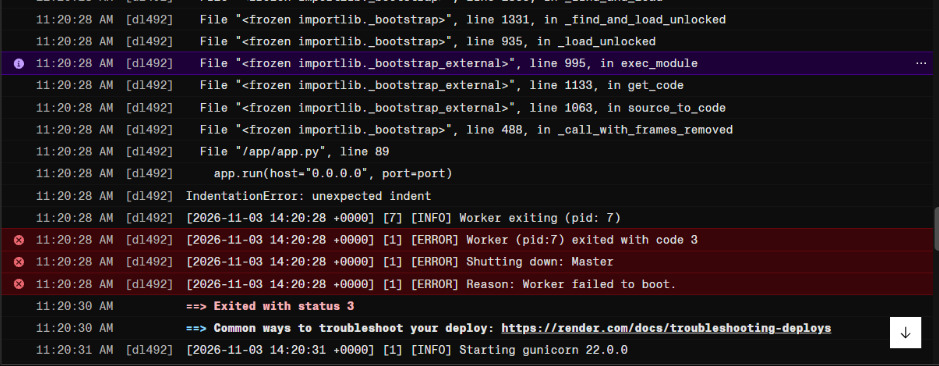 11:20:28 AM [dl492] File "<frozen importlib._bootstrap>", line 1331, in _find_and_load_unlocked
11:20:28 AM [dl492] File "<frozen importlib._bootstrap>", line 935, in _load_unlocked
11:20:28 AM [dl492] File "<frozen importlib._bootstrap_external>", line 995, in exec_module
11:20:28 AM [dl492] File "<frozen importlib._bootstrap_external>", line 1133, in get_code
11:20:28 AM [dl492] File "<frozen importlib._bootstrap_external>", line 1063, in source_to_code
11:20:28 AM [dl492] File "<frozen importlib._bootstrap>", line 488, in _call_with_frames_removed
11:20:28 AM [dl492] File "/app/app.py", line 89
11:20:28 AM [dl492] app.run(host="0.0.0.0", port=port)
11:20:28 AM [dl492] IndentationError: unexpected indent
11:20:28 AM [dl492] [2026-11-03 14:20:28 +0000] [7] [INFO] Worker exiting (pid: 7)
11:20:28 AM [dl492] [2026-11-03 14:20:28 +0000] [1] [ERROR] Worker (pid:7) exited with code 3
11:20:28 AM [dl492] [2026-11-03 14:20:28 +0000] [1] [ERROR] Shutting down: Master
11:20:28 AM [dl492] [2026-11-03 14:20:28 +0000] [1] [ERROR] Reason: Worker failed to boot.
11:20:30 AM ==> Exited with status 3
11:20:30 AM ==> Common ways to troubleshoot your deploy: https://render.com/docs/troubleshooting-deploys
11:20:31 AM [dl492] [2026-11-03 14:20:31 +0000] [1] [INFO] Starting gunicorn 22.0.0